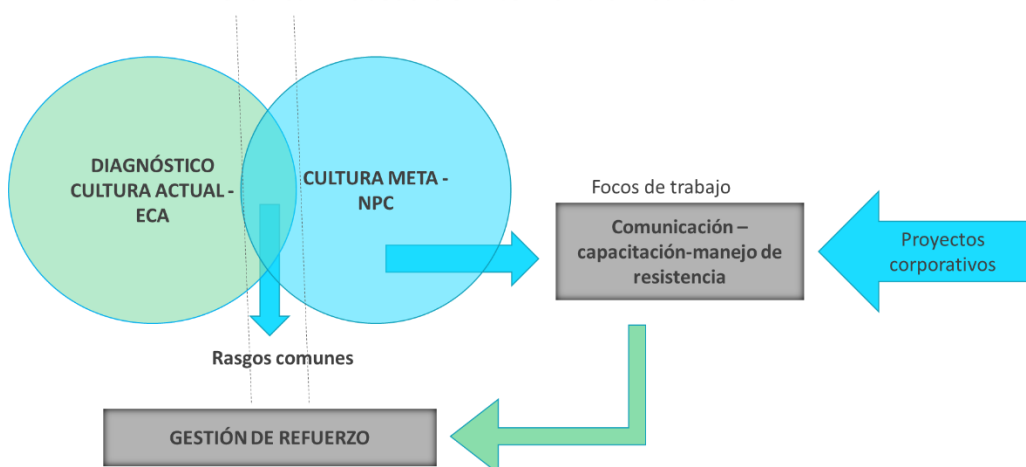 DIAGNÓSTICO
CULTURA ACTUAL -
ECA
CULTURA META -
NPC
Focos de trabajo
Comunicación –
capacitación-manejo de
resistencia
Proyectos
corporativos
Rasgos comunes
GESTIÓN DE REFUERZO